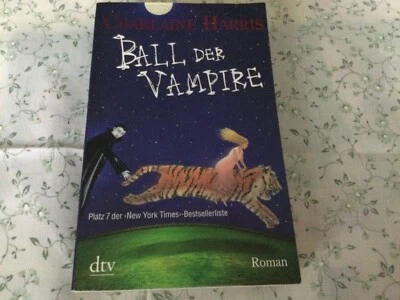 CHARLAINE HARRIS
BALL DER
VAMPIRE
Platz 7 der ›New York Times‹-Bestsellerliste
dtv
Roman